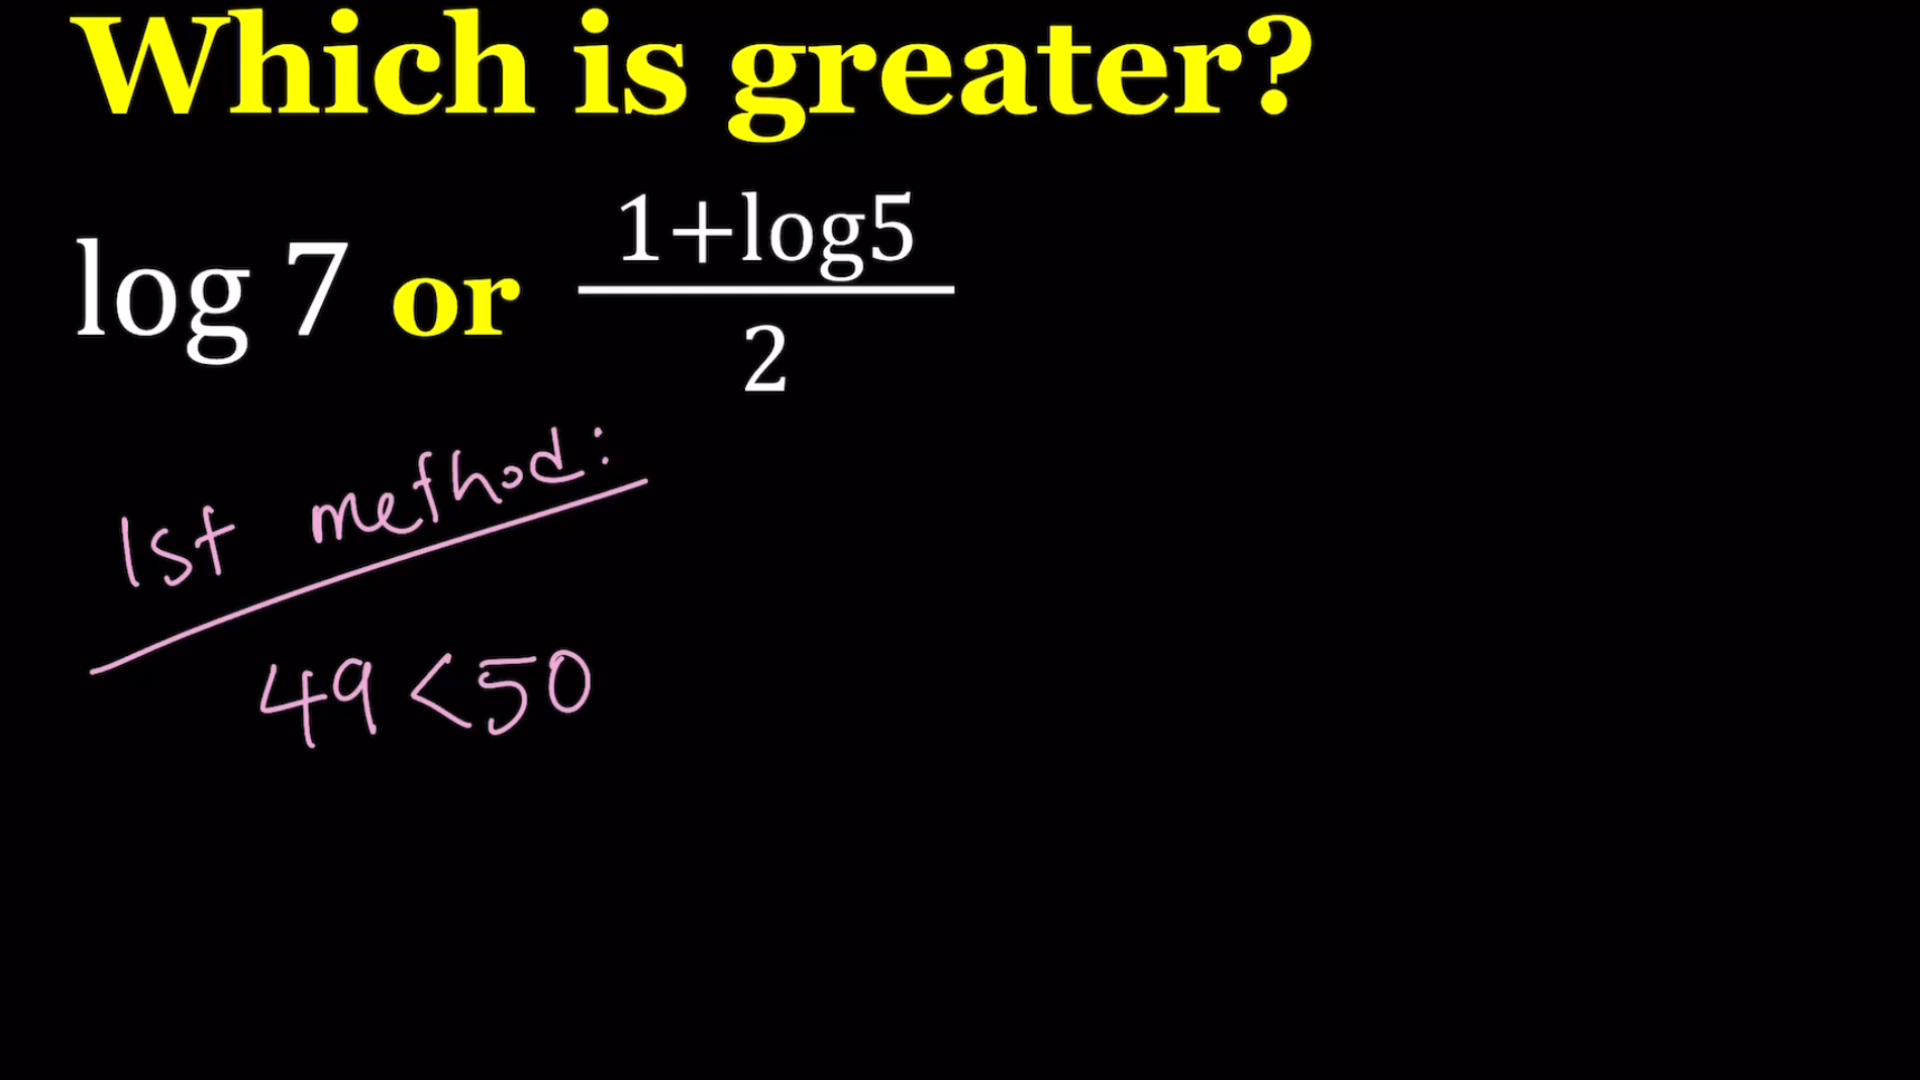 Which is greater?
log 7 or (1+log5)/2
1st method:
49<50